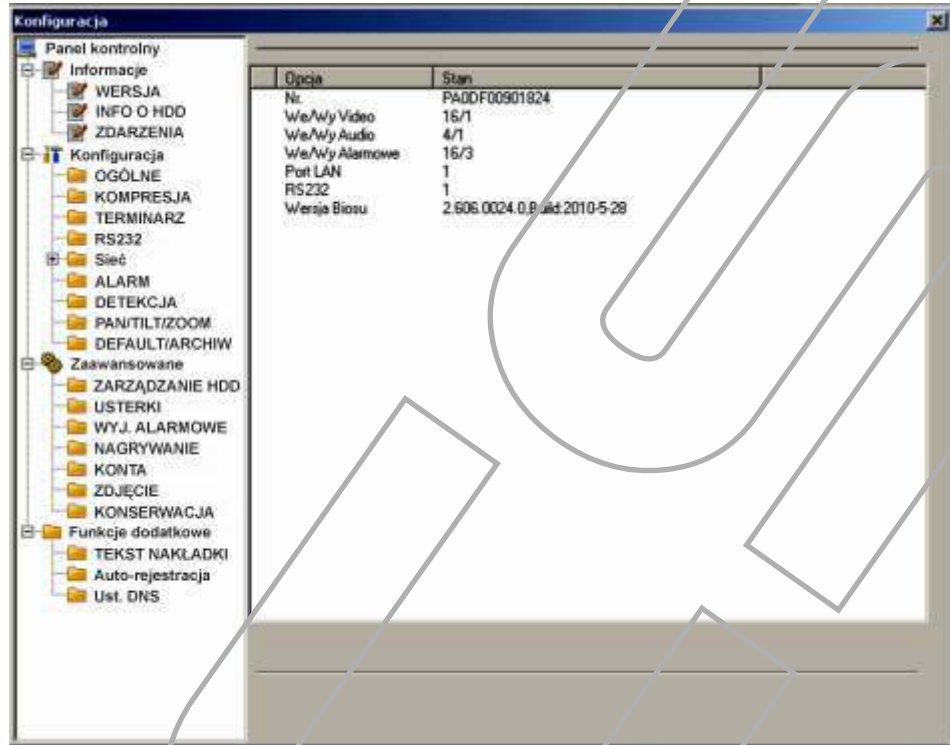 Konfiguracja
Panel kontrolny
Informacje
WERSJA
INFO O HDD
ZDARZENIA
Konfiguracja
OGÓLNE
KOMPRESJA
TERMINARZ
RS232
Sieć
ALARM
DETEKCJA
PAN/TILT/ZOOM
DEFAULT/ARCHIW
Zaawansowane
ZARZĄDZANIE HDD
USTERKI
WYJ. ALARMOWE
NAGRYWANIE
KONTA
ZDJĘCIE
KONSERWACJA
Funkcje dodatkowe
TEKST NAKŁADKI
Auto-rejestracja
Ust. DNS
Opcja Stan
Nr. PA0DF00901824
We/Wy Video 16/1
We/Wy Audio 4/1
We/Wy Alarmowe 16/3
Port LAN 1
RS232 1
Wersja Biosu 2.606.0024.0,Build:2010-5-28